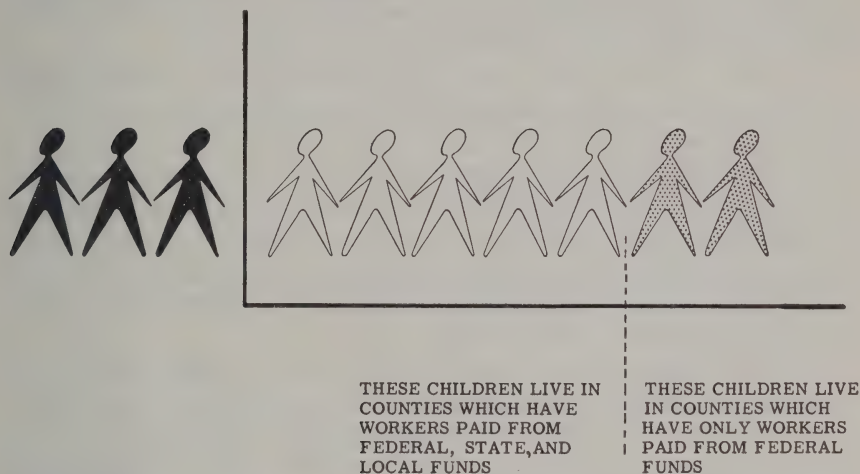 THESE CHILDREN LIVE IN
COUNTIES WHICH HAVE
WORKERS PAID FROM
FEDERAL, STATE, AND
LOCAL FUNDS
THESE CHILDREN LIVE
IN COUNTIES WHICH
HAVE ONLY WORKERS
PAID FROM FEDERAL
FUNDS